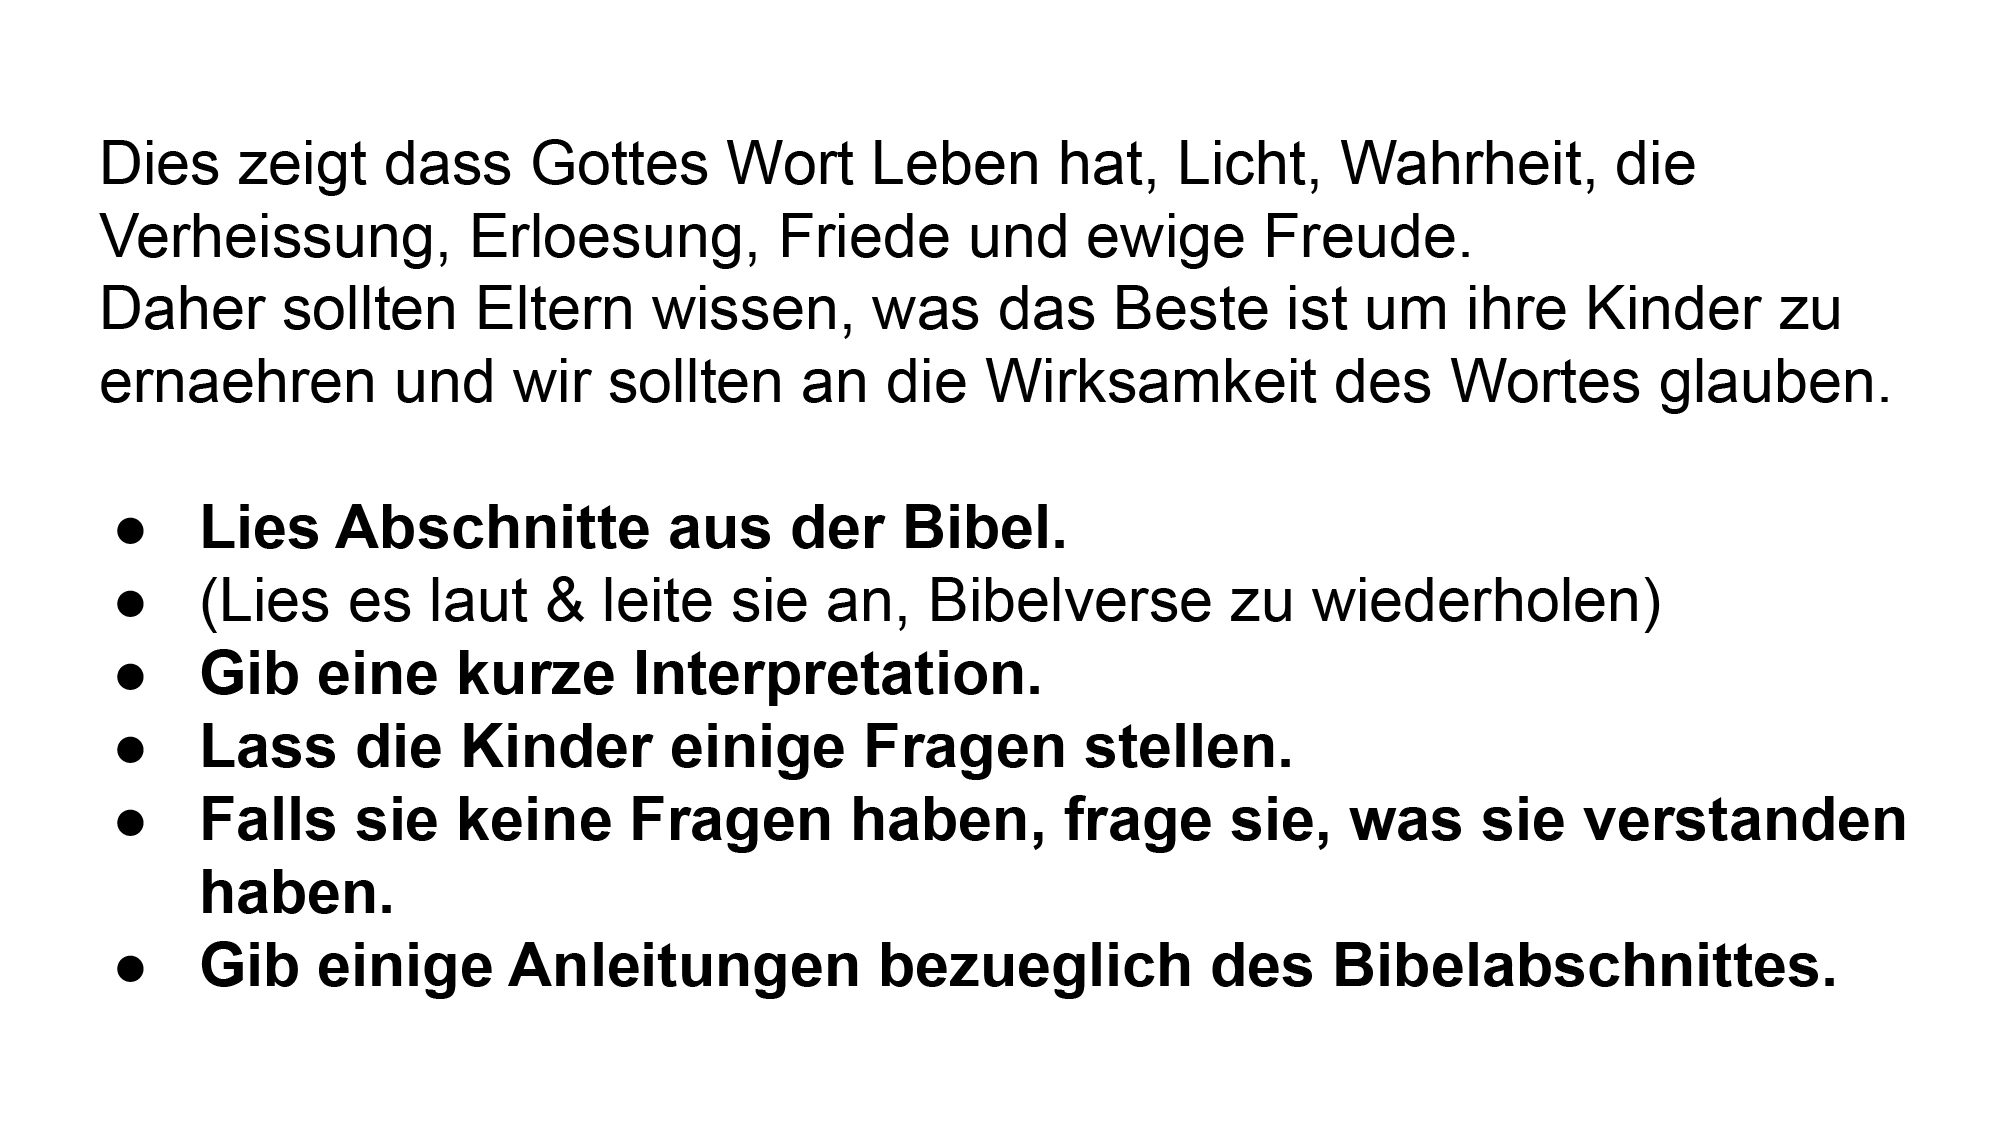 Dies zeigt dass Gottes Wort Leben hat, Licht, Wahrheit, die
Verheissung, Erloesung, Friede und ewige Freude.
Daher sollten Eltern wissen, was das Beste ist um ihre Kinder zu
ernaehren und wir sollten an die Wirksamkeit des Wortes glauben.
● Lies Abschnitte aus der Bibel.
● (Lies es laut & leite sie an, Bibelverse zu wiederholen)
● Gib eine kurze Interpretation.
● Lass die Kinder einige Fragen stellen.
● Falls sie keine Fragen haben, frage sie, was sie verstanden
haben.
● Gib einige Anleitungen bezueglich des Bibelabschnittes.